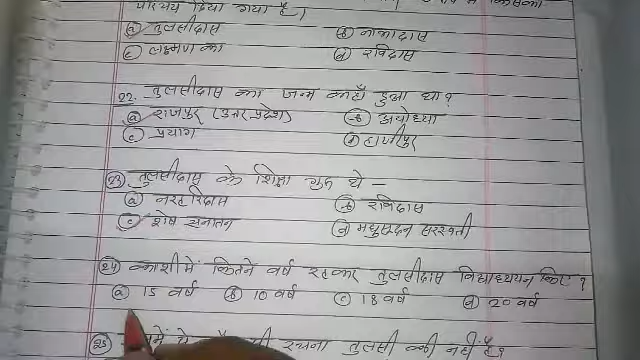 परिचय दिया गया है।
(a) तुलसीदास (b) नाभादास
(c) लक्ष्मण का (d) रविदास
22. तुलसीदास का जन्म कहाँ हुआ था?
(a) राजपुर (उत्तर प्रदेश) (b) अयोध्या
(c) प्रयाग (d) हाजीपुर
(23) तुलसीदास के शिक्षा गुरु थे —
(a) नरहरिदास (b) रविदास
(c) शेष सनातन (d) मधुसूदन सरस्वती
(24) काशी में कितने वर्ष रहकर तुलसीदास विद्याध्ययन किए?
(a) 15 वर्ष (b) 10 वर्ष (c) 18 वर्ष (d) 20 वर्ष
(25) रचना तुलसी की नहीं है?